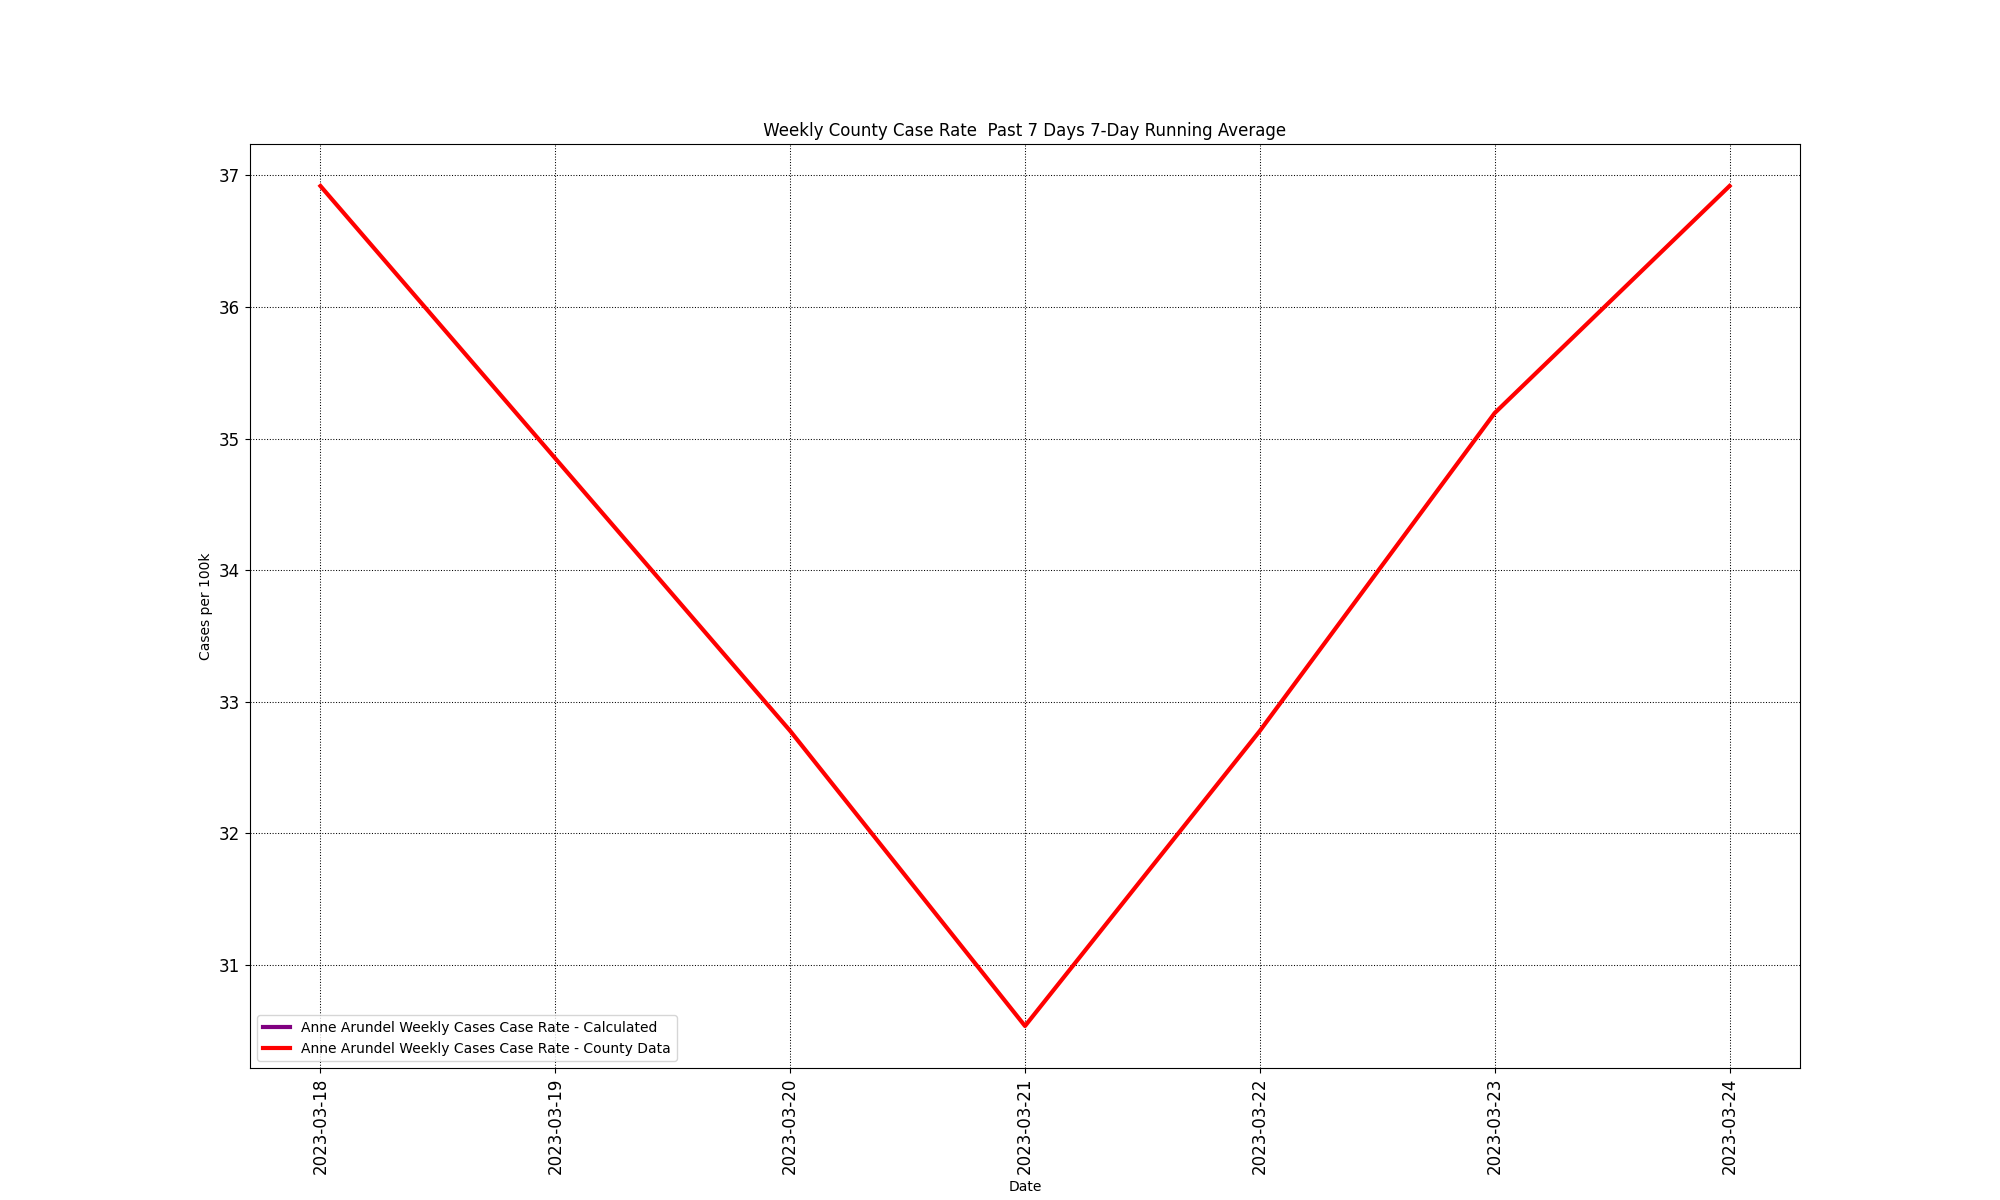 Weekly County Case Rate  Past 7 Days 7-Day Running Average
37
36
35
34
33
32
31
Cases per 100k
Anne Arundel Weekly Cases Case Rate - Calculated
Anne Arundel Weekly Cases Case Rate - County Data
2023-03-18
2023-03-19
2023-03-20
2023-03-21
2023-03-22
2023-03-23
2023-03-24
Date